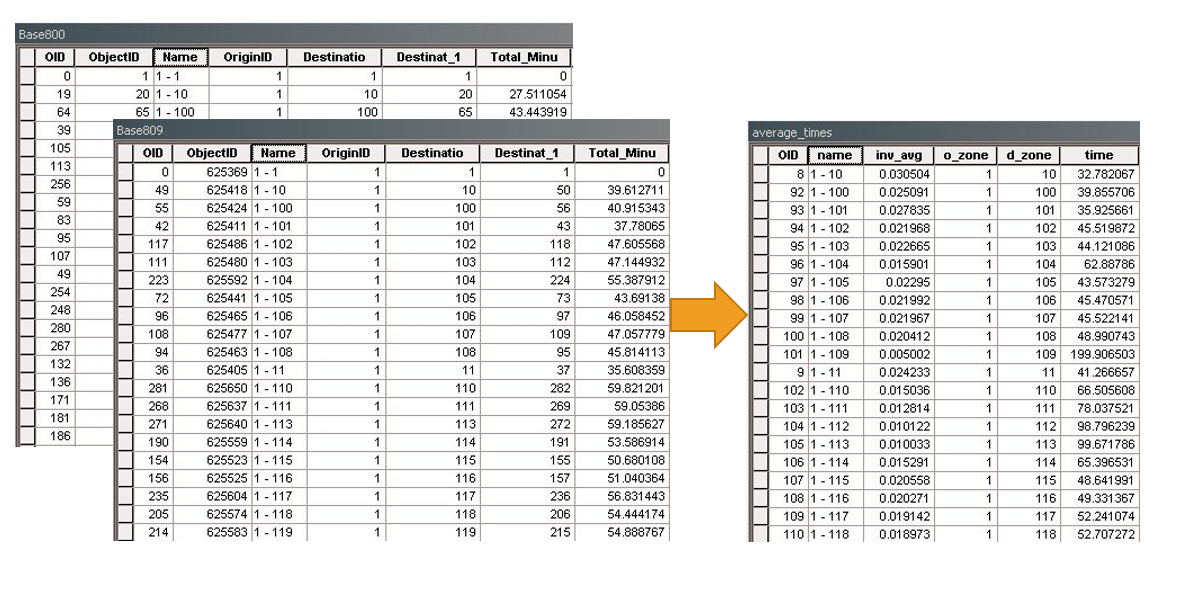 Base800
OID ObjectID Name OriginID Destinatio Destinat_1 Total_Minu
0 1 1 - 1 1 1 1 0
19 20 1 - 10 1 10 20 27.511054
64 65 1 - 100 1 100 65 43.443919
39
105
113
256
59
83
95
107
49
254
248
280
267
132
136
171
181
186
Base809
OID ObjectID Name OriginID Destinatio Destinat_1 Total_Minu
0 625369 1 - 1 1 1 1 0
49 625418 1 - 10 1 10 50 39.612711
55 625424 1 - 100 1 100 56 40.915343
42 625411 1 - 101 1 101 43 37.78065
117 625486 1 - 102 1 102 118 47.605568
111 625480 1 - 103 1 103 112 47.144932
223 625592 1 - 104 1 104 224 55.387912
72 625441 1 - 105 1 105 73 43.69138
96 625465 1 - 106 1 106 97 46.058452
108 625477 1 - 107 1 107 109 47.057779
94 625463 1 - 108 1 108 95 45.814113
36 625405 1 - 11 1 11 37 35.608359
281 625650 1 - 110 1 110 282 59.821201
268 625637 1 - 111 1 111 269 59.05386
271 625640 1 - 113 1 113 272 59.185627
190 625559 1 - 114 1 114 191 53.586914
154 625523 1 - 115 1 115 155 50.680108
156 625525 1 - 116 1 116 157 51.040364
235 625604 1 - 117 1 117 236 56.831443
205 625574 1 - 118 1 118 206 54.444174
214 625583 1 - 119 1 119 215 54.888767
average_times
OID name inv_avg o_zone d_zone time
8 1 - 10 0.030504 1 10 32.782067
92 1 - 100 0.025091 1 100 39.855706
93 1 - 101 0.027835 1 101 35.925661
94 1 - 102 0.021968 1 102 45.519872
95 1 - 103 0.022665 1 103 44.121086
96 1 - 104 0.015901 1 104 62.88786
97 1 - 105 0.02295 1 105 43.573279
98 1 - 106 0.021992 1 106 45.470571
99 1 - 107 0.021967 1 107 45.522141
100 1 - 108 0.020412 1 108 48.990743
101 1 - 109 0.005002 1 109 199.906503
9 1 - 11 0.024233 1 11 41.266657
102 1 - 110 0.015036 1 110 66.505608
103 1 - 111 0.012814 1 111 78.037521
104 1 - 112 0.010122 1 112 98.796239
105 1 - 113 0.010033 1 113 99.671786
106 1 - 114 0.015291 1 114 65.396531
107 1 - 115 0.020558 1 115 48.641991
108 1 - 116 0.020271 1 116 49.331367
109 1 - 117 0.019142 1 117 52.241074
110 1 - 118 0.018973 1 118 52.707272